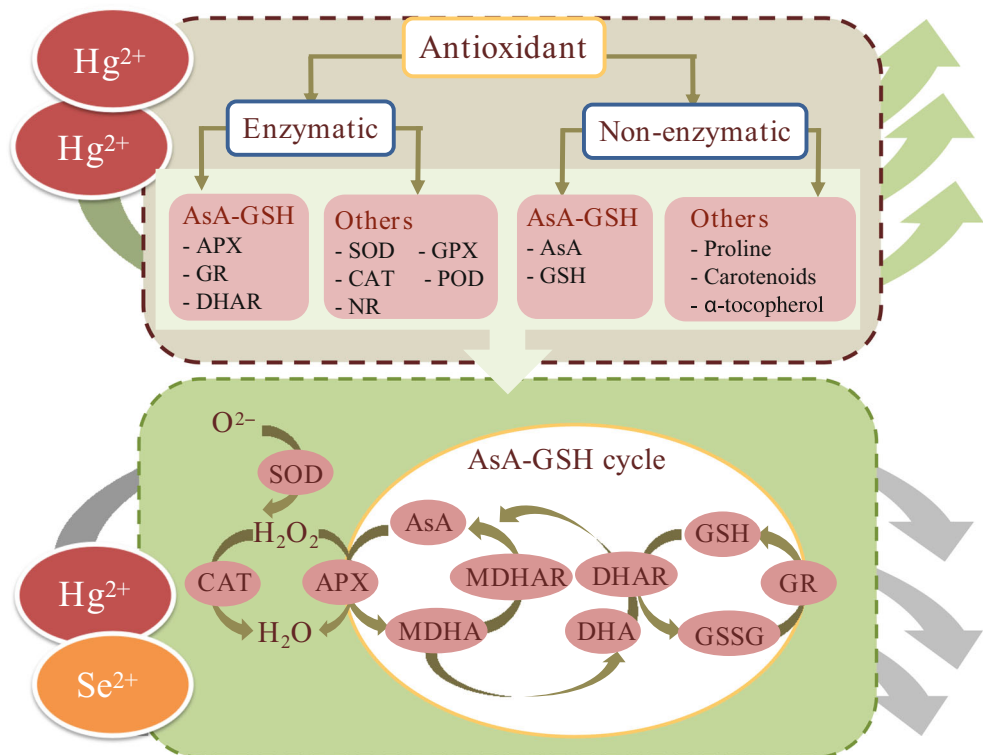 Hg²⁺
Hg²⁺
Antioxidant
Enzymatic
Non-enzymatic
AsA-GSH
- APX
- GR
- DHAR
Others
- SOD - GPX
- CAT - POD
- NR
AsA-GSH
- AsA
- GSH
Others
- Proline
- Carotenoids
- α-tocopherol
O²⁻
SOD
H₂O₂
CAT
APX
H₂O
AsA-GSH cycle
AsA
MDHAR
MDHA
DHAR
DHA
GSH
GR
GSSG
Hg²⁺
Se²⁺